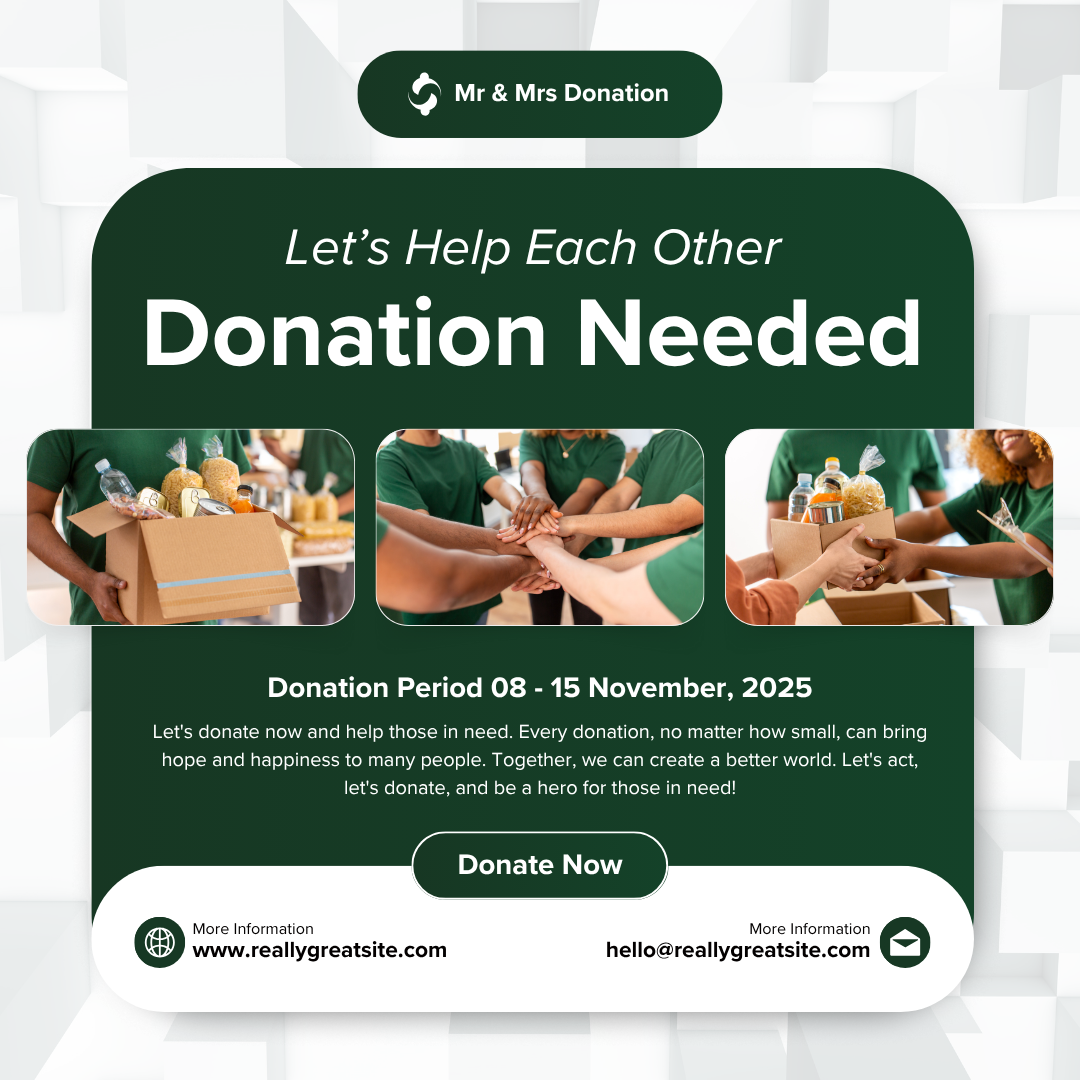 Mr & Mrs Donation
Let’s Help Each Other
Donation Needed
Donation Period 08 - 15 November, 2025
Let's donate now and help those in need. Every donation, no matter how small, can bring
hope and happiness to many people. Together, we can create a better world. Let's act,
let's donate, and be a hero for those in need!
Donate Now
More Information
www.reallygreatsite.com
More Information
hello@reallygreatsite.com